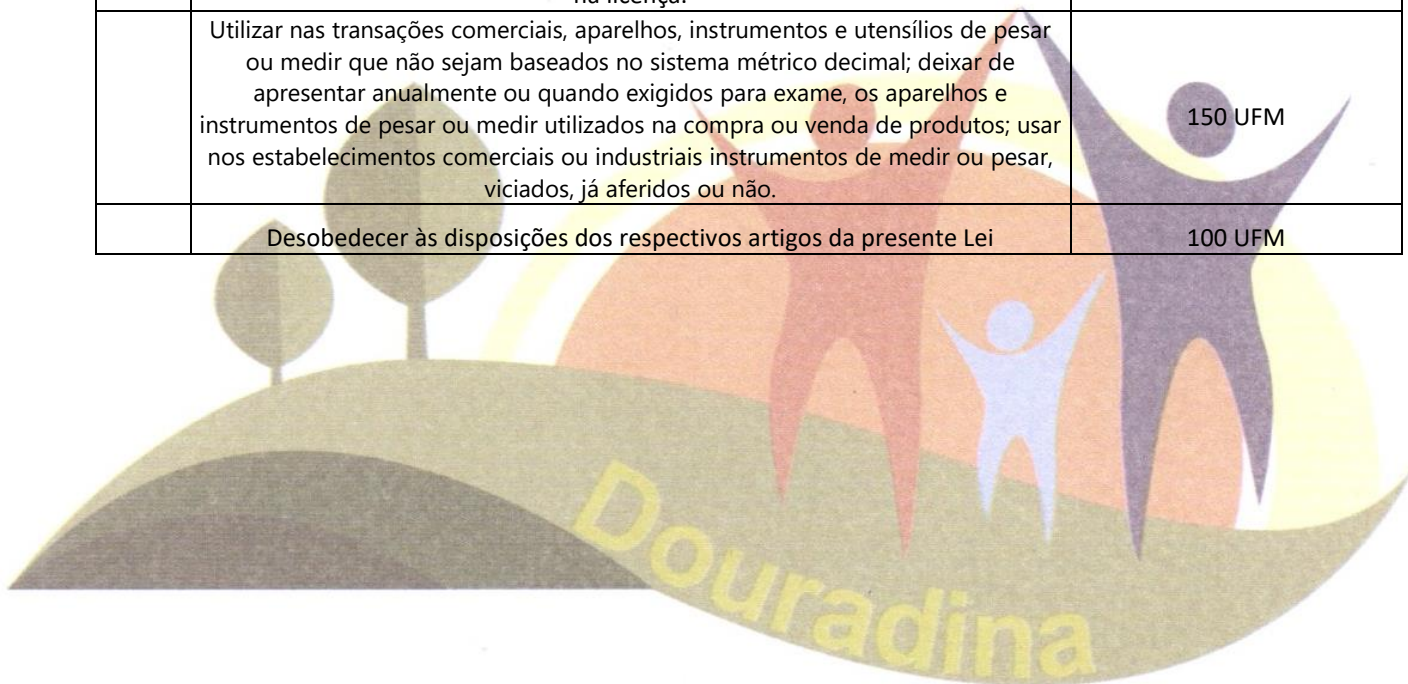 na licença.
Utilizar nas transações comerciais, aparelhos, instrumentos e utensílios de pesar
ou medir que não sejam baseados no sistema métrico decimal; deixar de
apresentar anualmente ou quando exigidos para exame, os aparelhos e
instrumentos de pesar ou medir utilizados na compra ou venda de produtos; usar
nos estabelecimentos comerciais ou industriais instrumentos de medir ou pesar,
viciados, já aferidos ou não.
150 UFM
Desobedecer às disposições dos respectivos artigos da presente Lei
100 UFM
Douradina